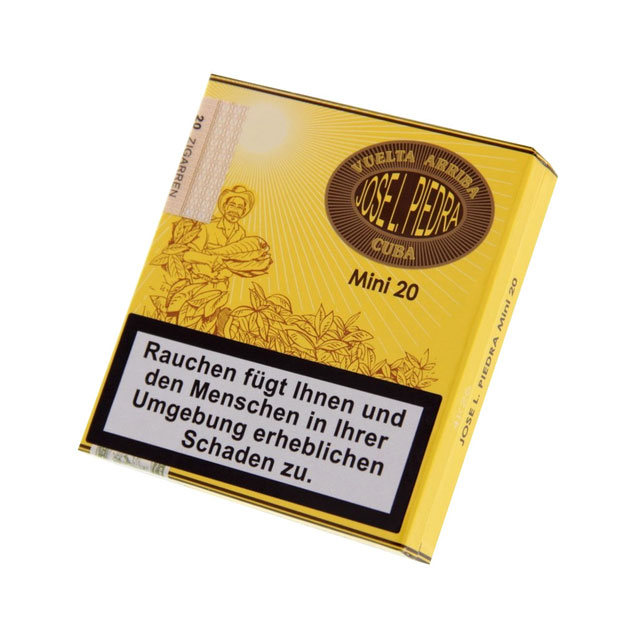 20 ZIGARREN
VUELTA ARRIBA
JOSE L. PIEDRA
CUBA
Mini 20
Rauchen fügt Ihnen und
den Menschen in Ihrer
Umgebung erheblichen
Schaden zu.
JOSE L. PIEDRA Mini 20